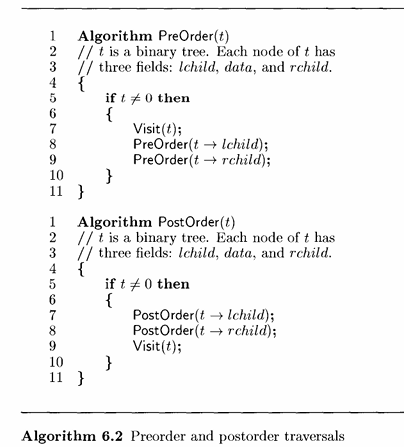 1 Algorithm PreOrder(t)
2 // t is a binary tree. Each node of t has
3 // three fields: lchild, data, and rchild.
4 {
5 if t ≠ 0 then
6 {
7 Visit(t);
8 PreOrder(t → lchild);
9 PreOrder(t → rchild);
10 }
11 }
1 Algorithm PostOrder(t)
2 // t is a binary tree. Each node of t has
3 // three fields: lchild, data, and rchild.
4 {
5 if t ≠ 0 then
6 {
7 PostOrder(t → lchild);
8 PostOrder(t → rchild);
9 Visit(t);
10 }
11 }
Algorithm 6.2 Preorder and postorder traversals